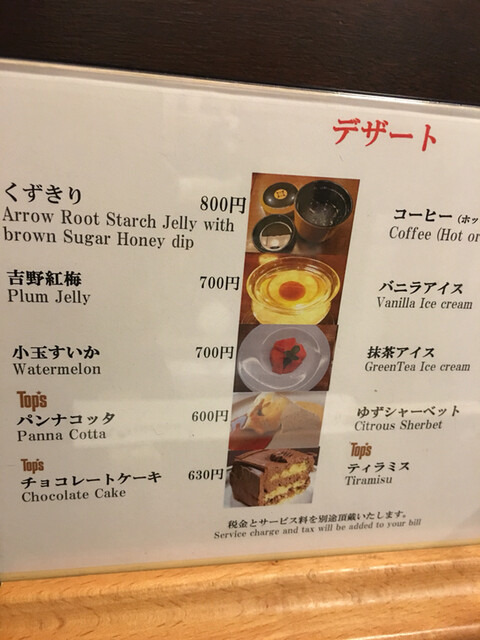 デザート
くずきり 800円
Arrow Root Starch Jelly with
brown Sugar Honey dip
吉野紅梅 700円
Plum Jelly
小玉すいか 700円
Watermelon
Top's
パンナコッタ 600円
Panna Cotta
Top's
チョコレートケーキ 630円
Chocolate Cake
コーヒー (ホッ
Coffee (Hot or
バニラアイス
Vanilla Ice cream
抹茶アイス
GreenTea Ice cream
ゆずシャーベット
Citrous Sherbet
Top's
ティラミス
Tiramisu
税金とサービス料を別途頂戴いたします。
Service charge and tax will be added to your bill